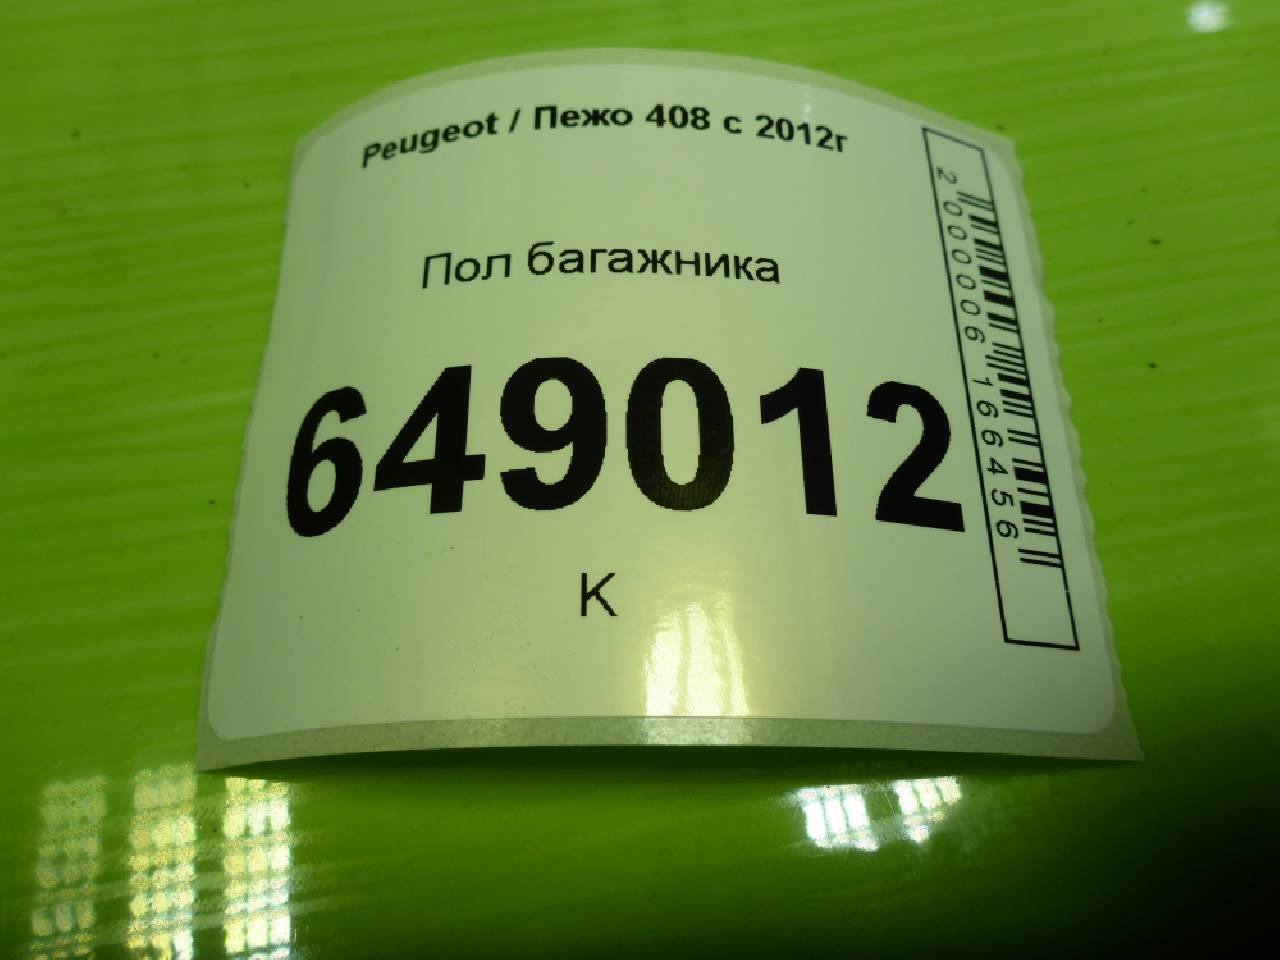 Peugeot / Пежо 408 с 2012г
Пол багажника
649012
К
2000006166456